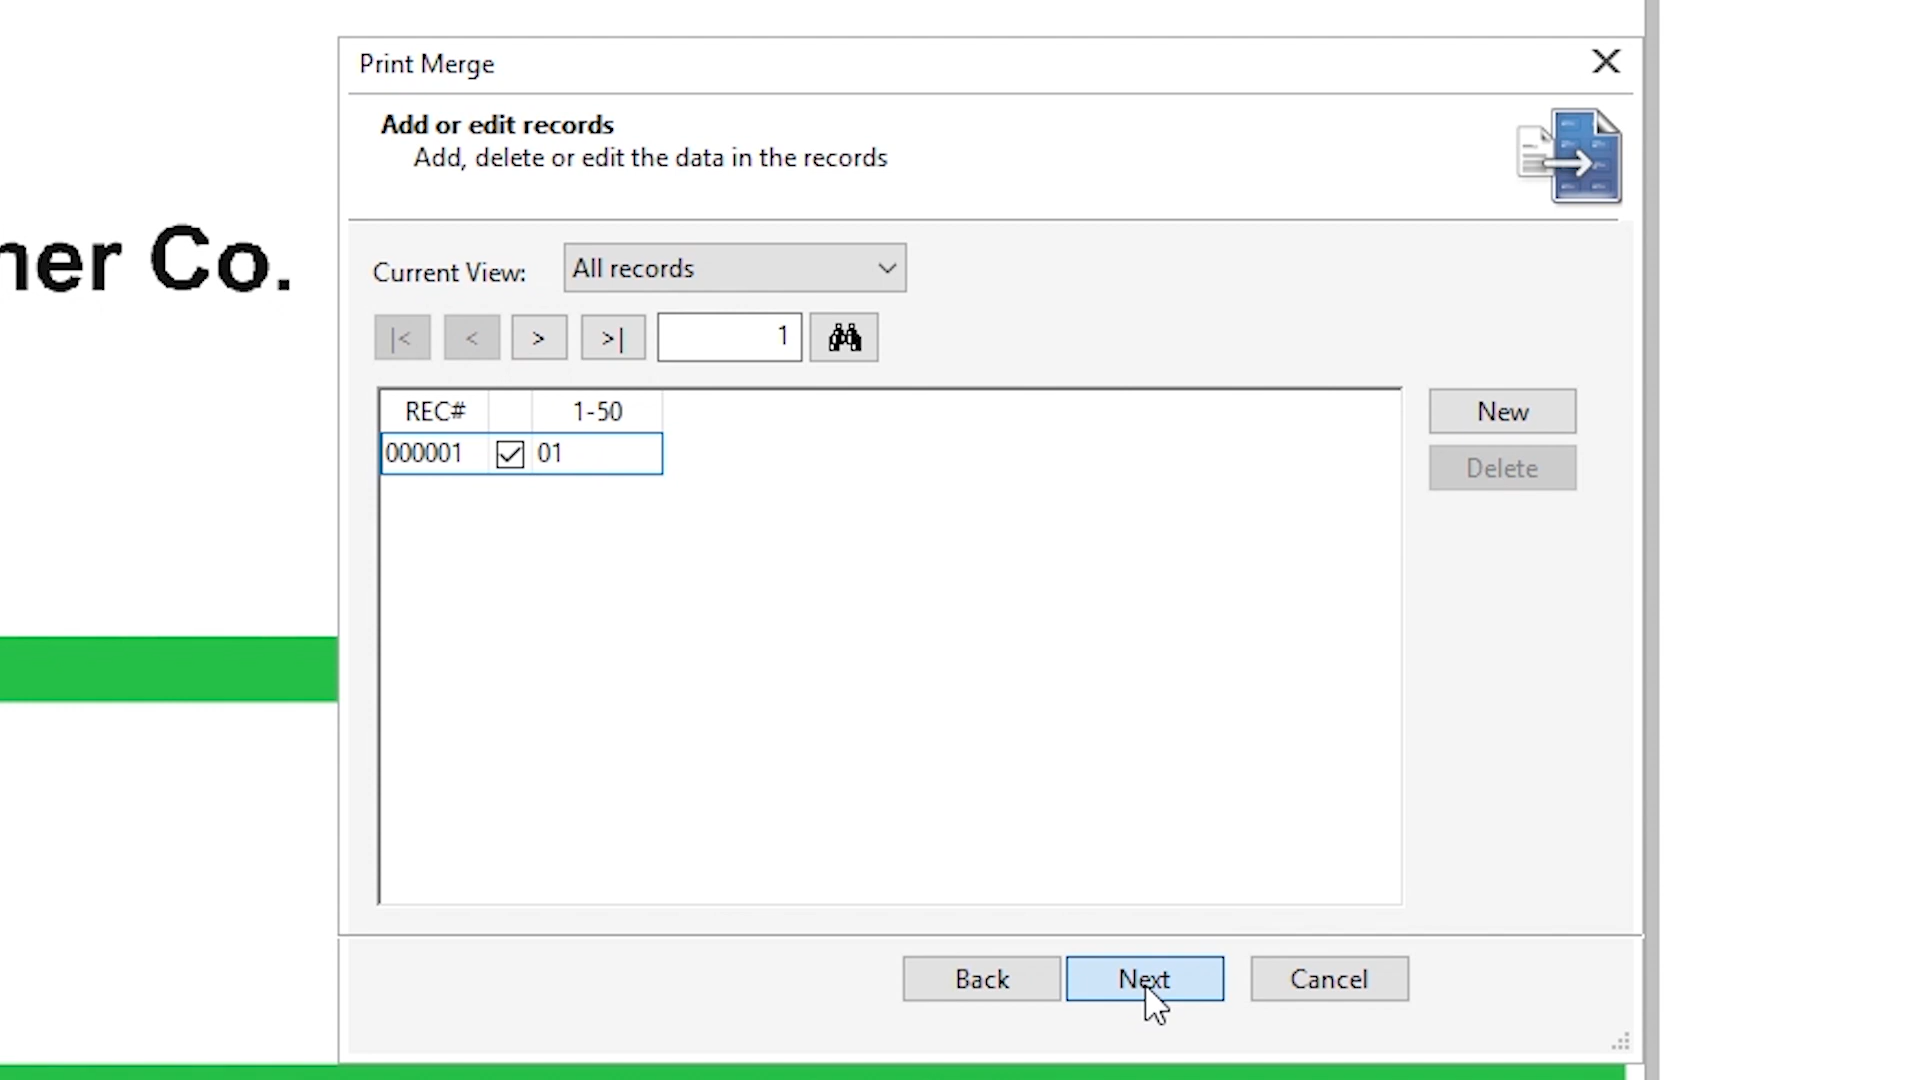 Print Merge
Add or edit records
Add, delete or edit the data in the records
Co.
Current View: All records
|< < > >| 1
REC# 1-50
000001 01
New
Delete
Back Next Cancel